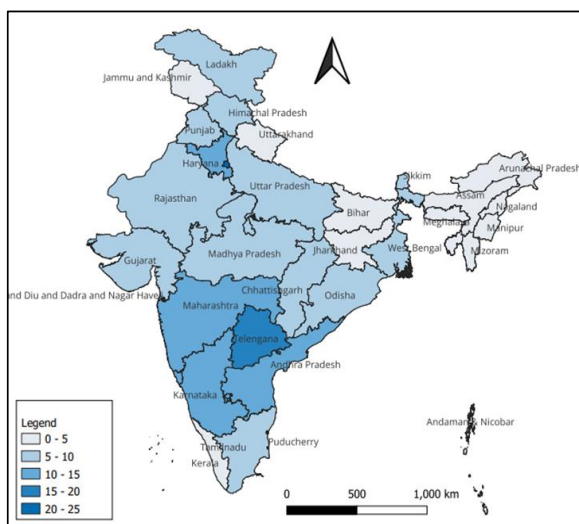 Ladakh
Jammu and Kashmir
Himachal Pradesh
Punjab
Uttarakhand
Haryana
Arunachal Pradesh
Sikkim
Rajasthan
Uttar Pradesh
Assam
Nagaland
Bihar
Meghalaya
Manipur
Gujarat
Madhya Pradesh
Jharkhand
West Bengal
Mizoram
and Diu and Dadra and Nagar Haveli
Chhattisgarh
Maharashtra
Odisha
Telengana
Andhra Pradesh
Karnataka
Andaman & Nicobar
Puducherry
Tamilnadu
Kerala
Legend
0 - 5
5 - 10
10 - 15
15 - 20
20 - 25
0 500 1,000 km